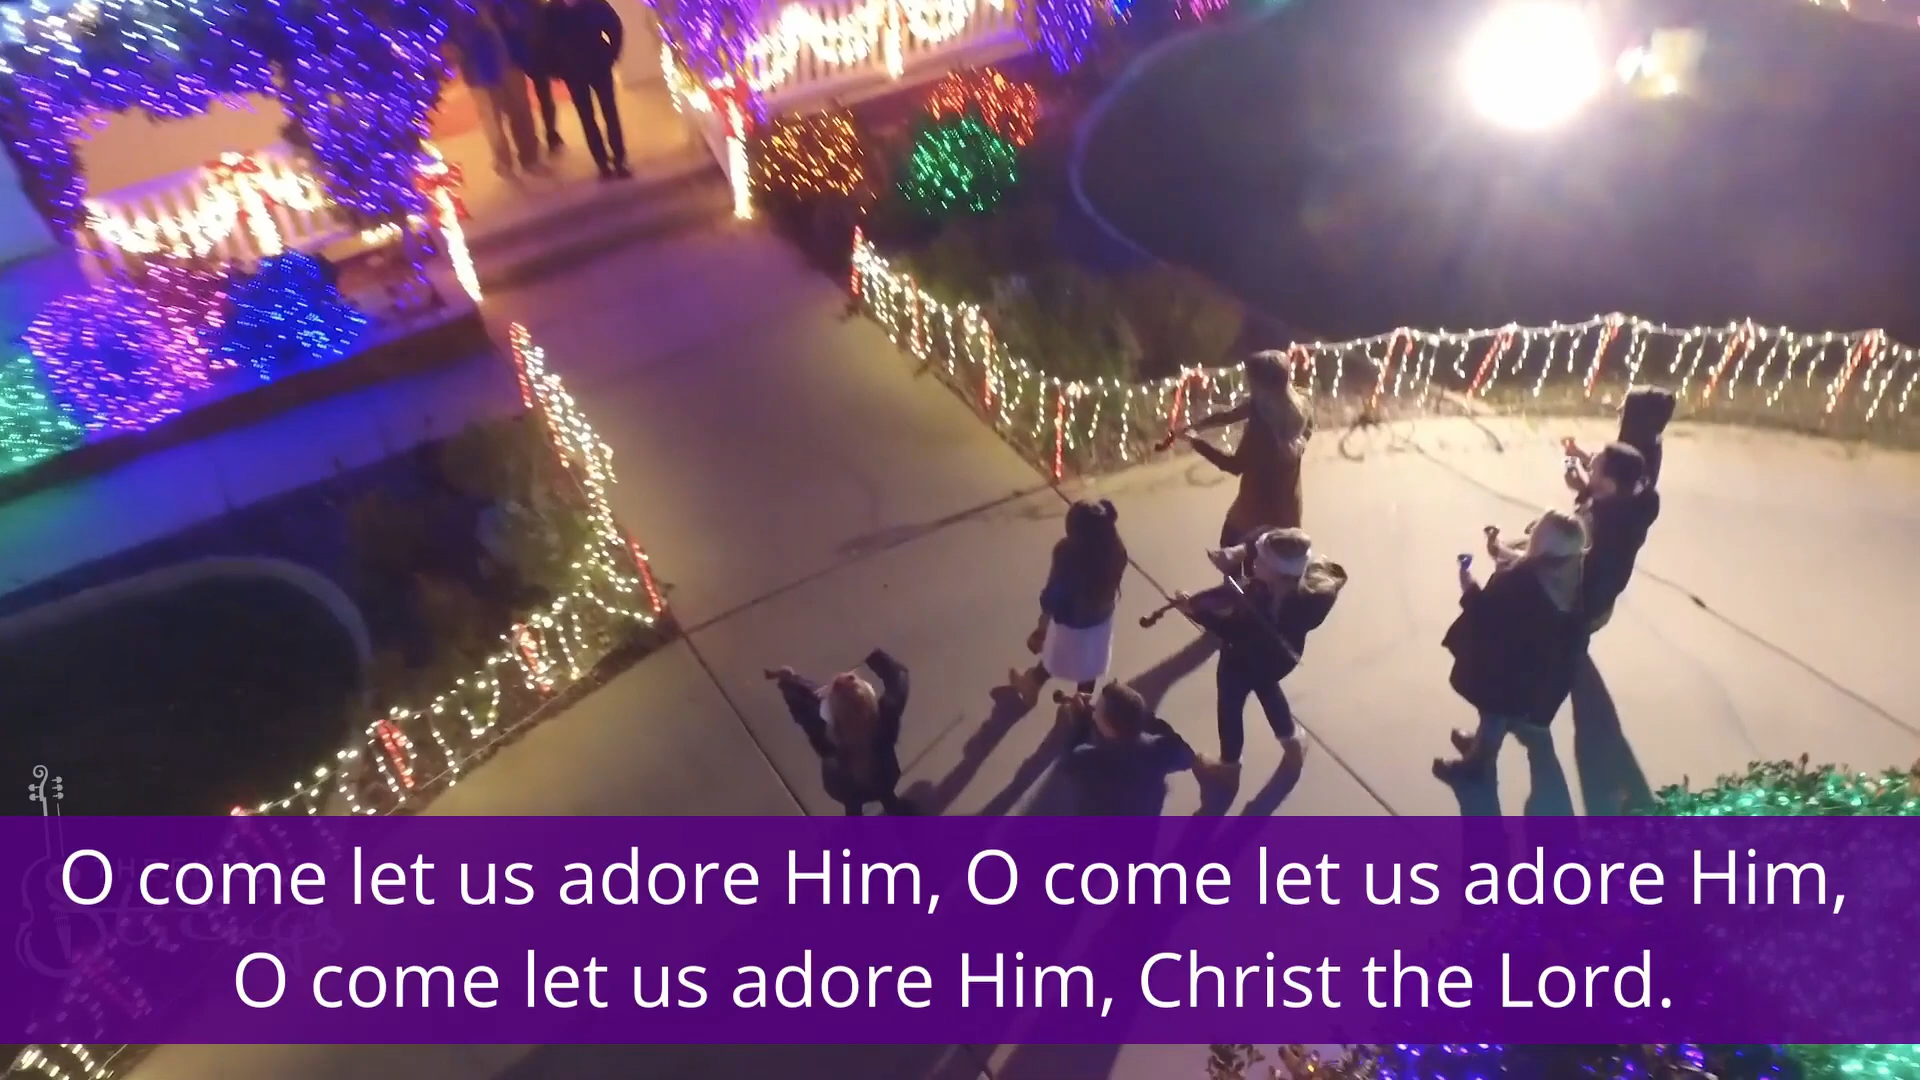 O come let us adore Him, O come let us adore Him,
O come let us adore Him, Christ the Lord.